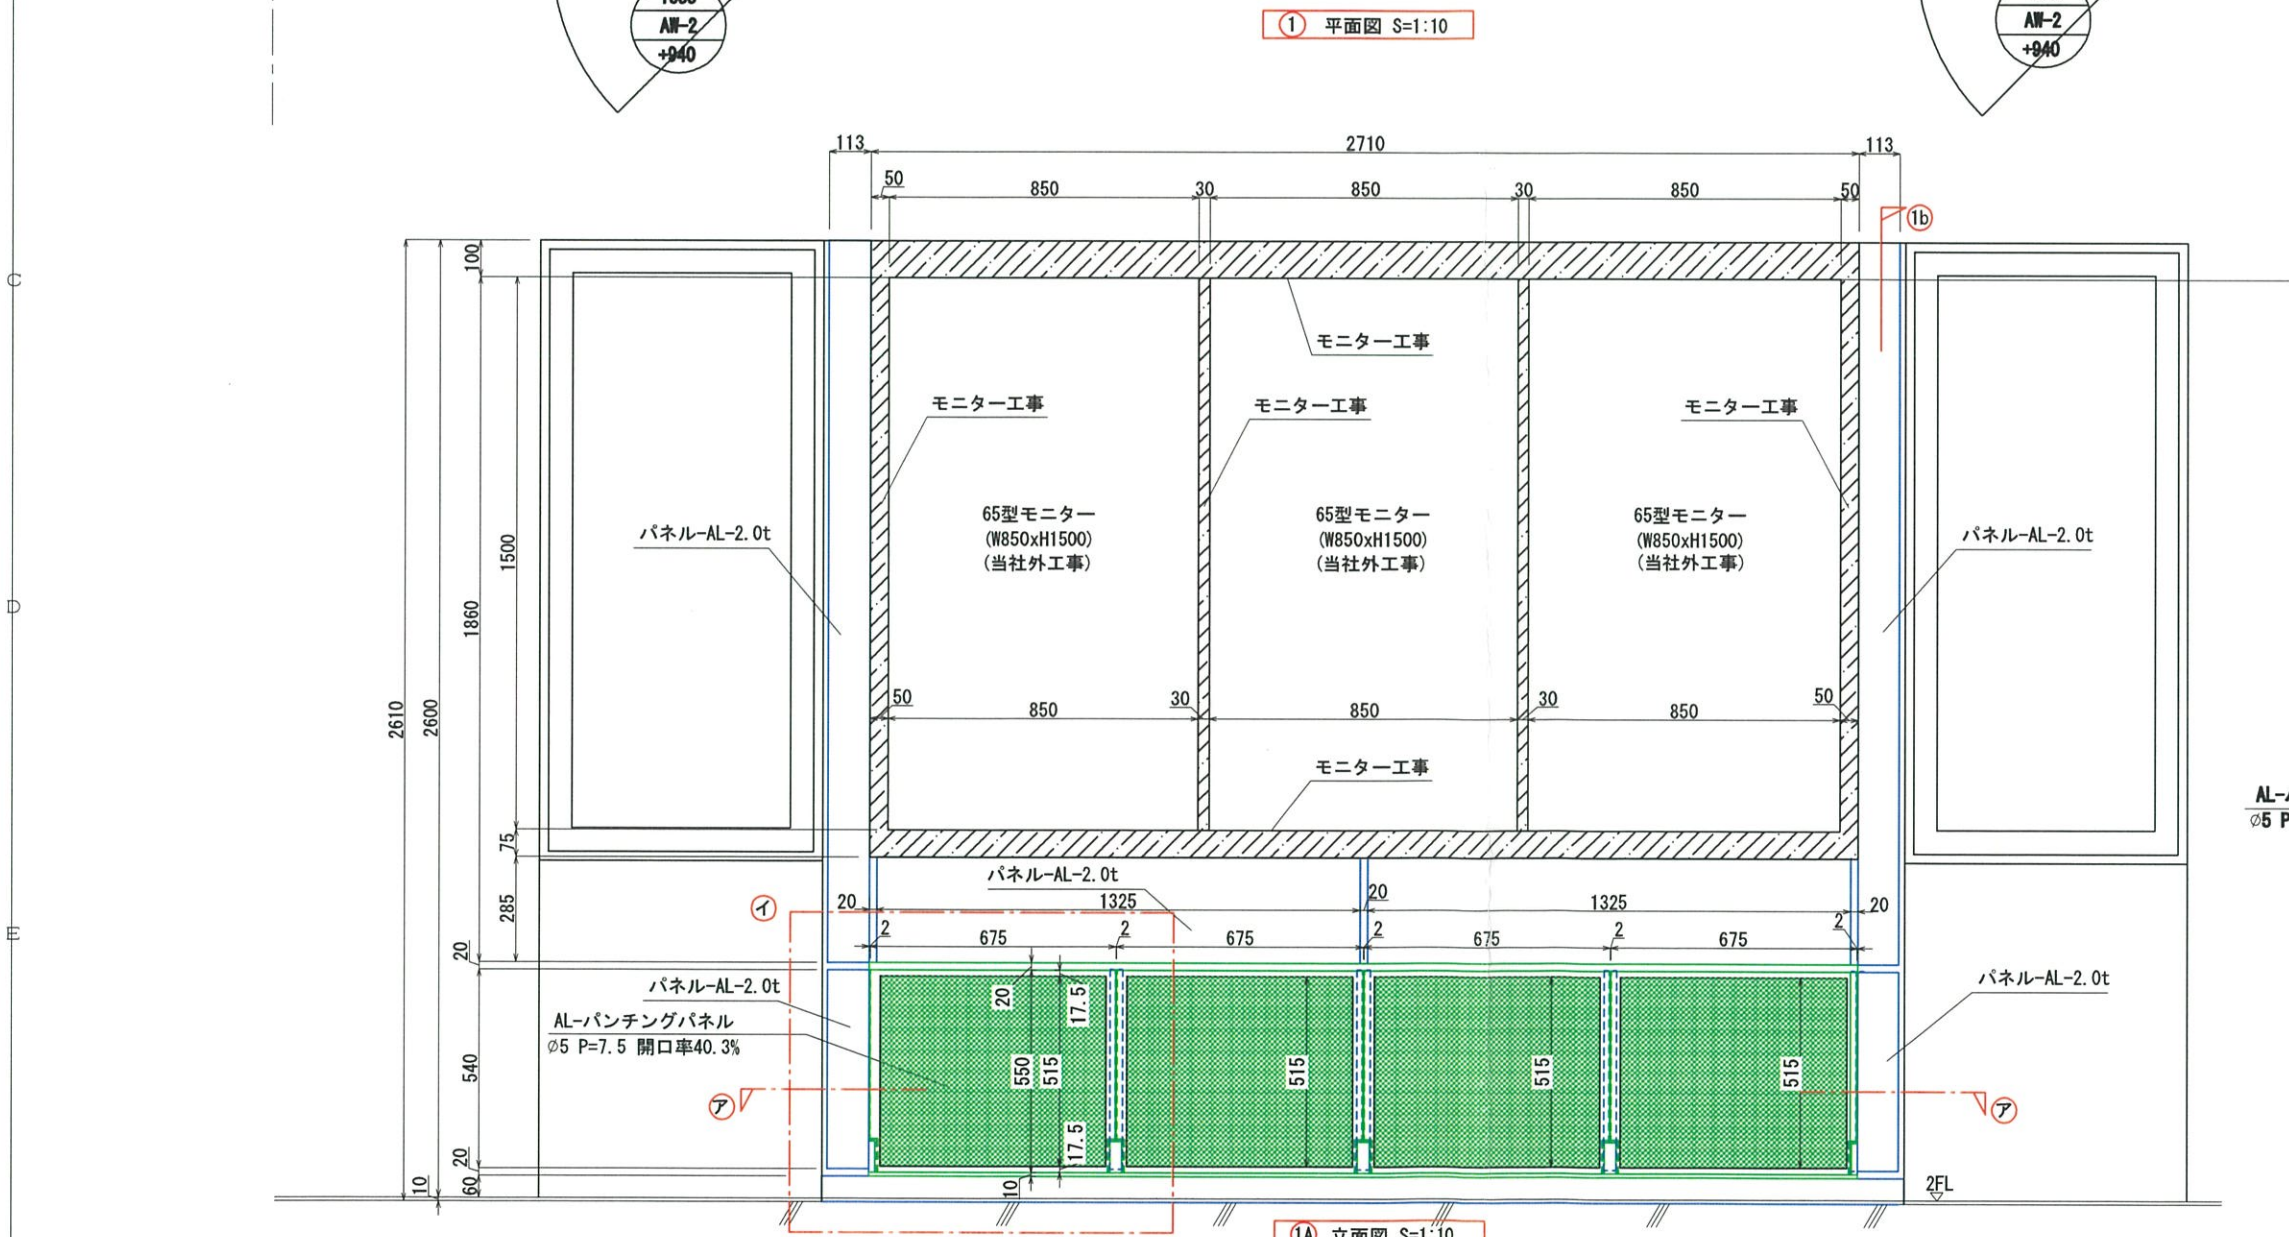 AW-2
+940
① 平面図 S=1:10
AW-2
+940
113
2710
113
50
850
30
850
30
850
50
1b
100
C
モニター工事
モニター工事
モニター工事
モニター工事
65型モニター
(W850xH1500)
(当社外工事)
65型モニター
(W850xH1500)
(当社外工事)
65型モニター
(W850xH1500)
(当社外工事)
パネル-AL-2.0t
パネル-AL-2.0t
1500
1860
D
2610
2600
50
850
30
850
30
850
50
モニター工事
AL-
∅5 P
75
285
パネル-AL-2.0t
イ
20
1325
20
1325
20
E
2
675
2
675
2
675
2
675
2
20
パネル-AL-2.0t
AL-パンチングパネル
∅5 P=7.5 開口率40.3%
パネル-AL-2.0t
20
17.5
540
550
515
515
515
515
ア
ア
17.5
20
60
10
10
2FL
1A 立面図 S=1:10